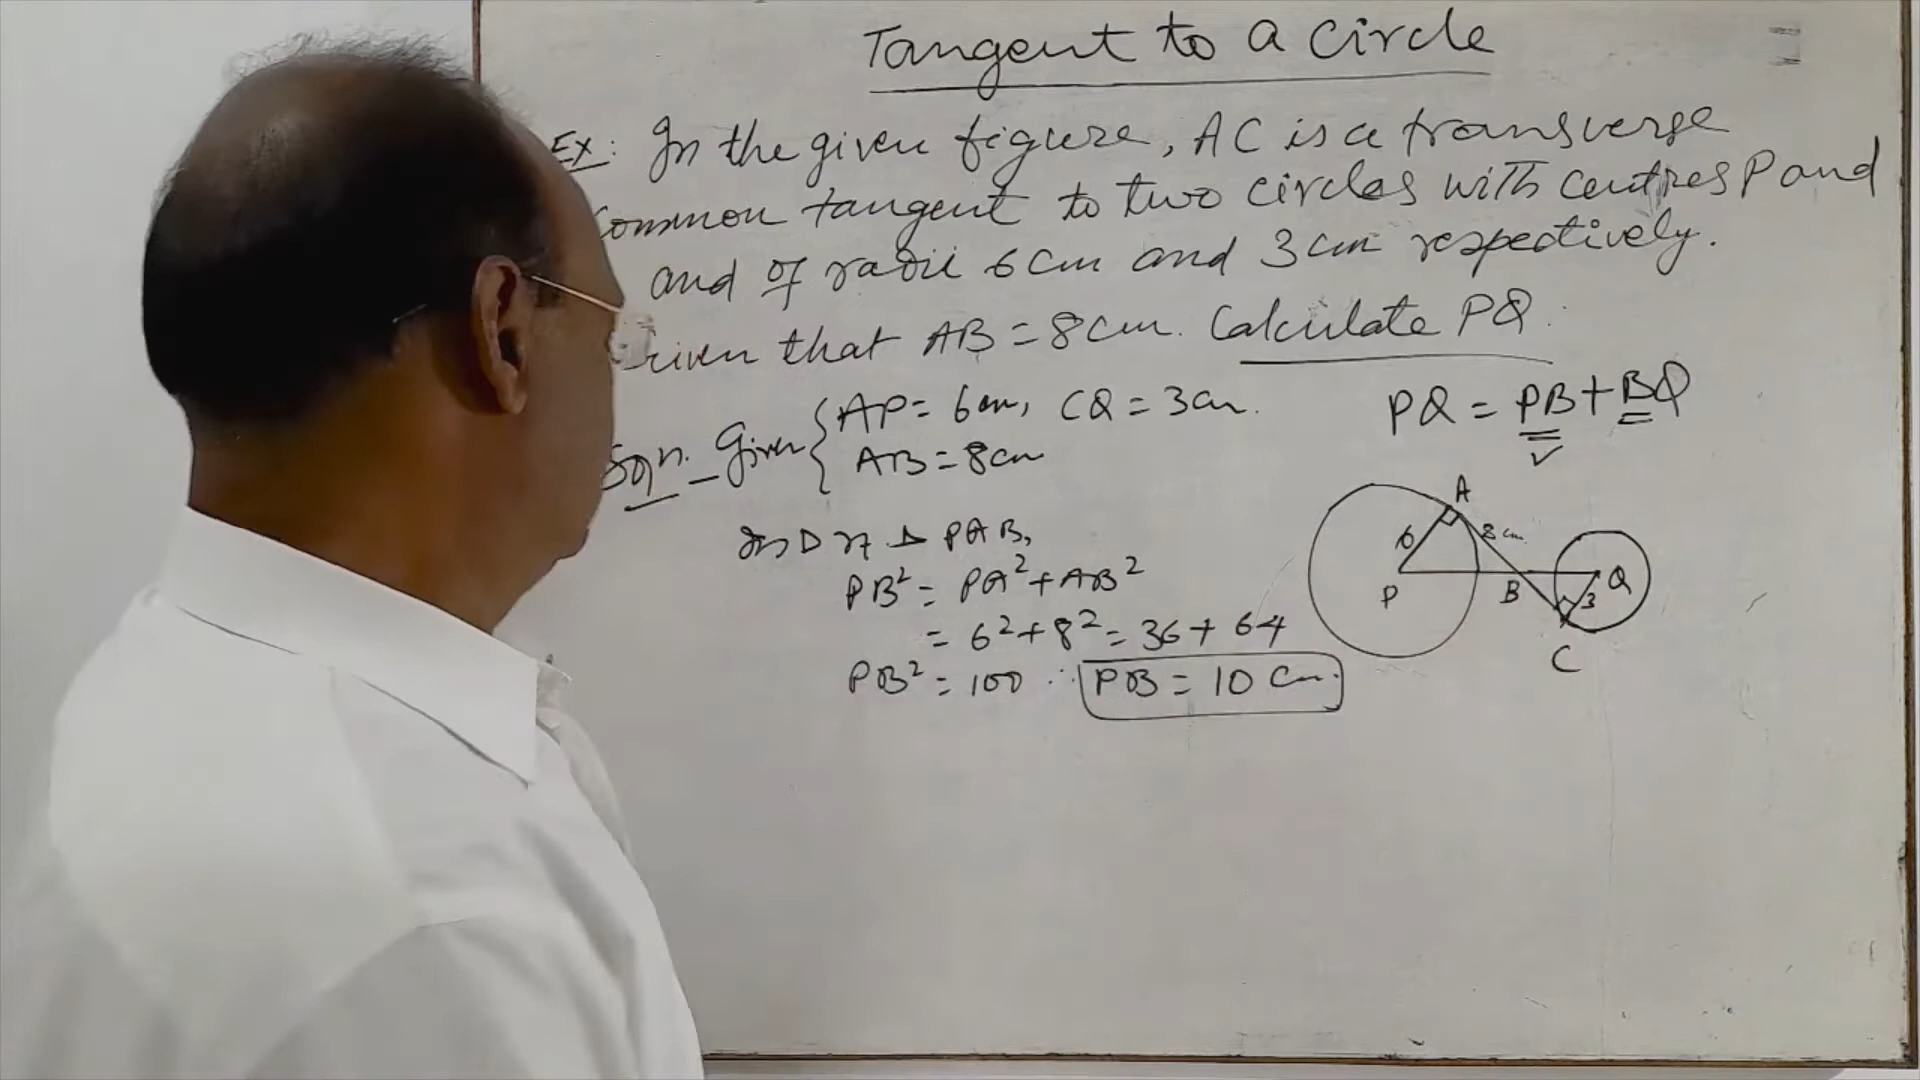 Tangent to a circle
Ex: In the given figure, AC is a transverse
common tangent to two circles with centres P and
and of radii 6 cm and 3 cm respectively.
Given that AB = 8 cm. Calculate PQ.
Soln. Given { AP = 6 cm, CQ = 3 cm.
AB = 8 cm
PQ = PB + BQ
In rt Δ PAB,
PB² = PA² + AB²
= 6² + 8² = 36 + 64
PB² = 100 ∴ PB = 10 cm.
A
6
8 cm
P
B
3
Q
C